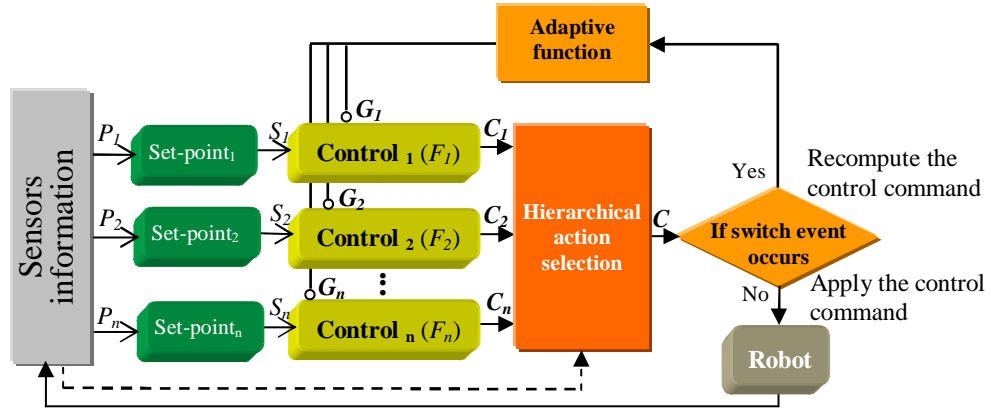 Adaptive
function
Sensors
information
P1
Set-point1
S1
G1
Control 1 (F1)
C1
P2
Set-point2
S2
G2
Control 2 (F2)
C2
Pn
Set-pointn
Sn
Gn
Control n (Fn)
Cn
Hierarchical
action
selection
C
Yes
Recompute the
control command
If switch event
occurs
No
Apply the control
command
Robot